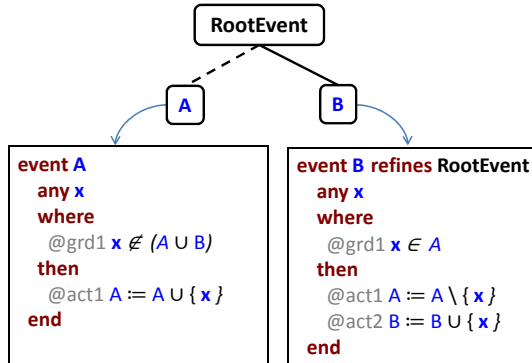 RootEvent
A
B
event A
any x
where
@grd1 x ∉ (A ∪ B)
then
@act1 A ≔ A ∪ { x }
end
event B refines RootEvent
any x
where
@grd1 x ∈ A
then
@act1 A ≔ A \ { x }
@act2 B ≔ B ∪ { x }
end